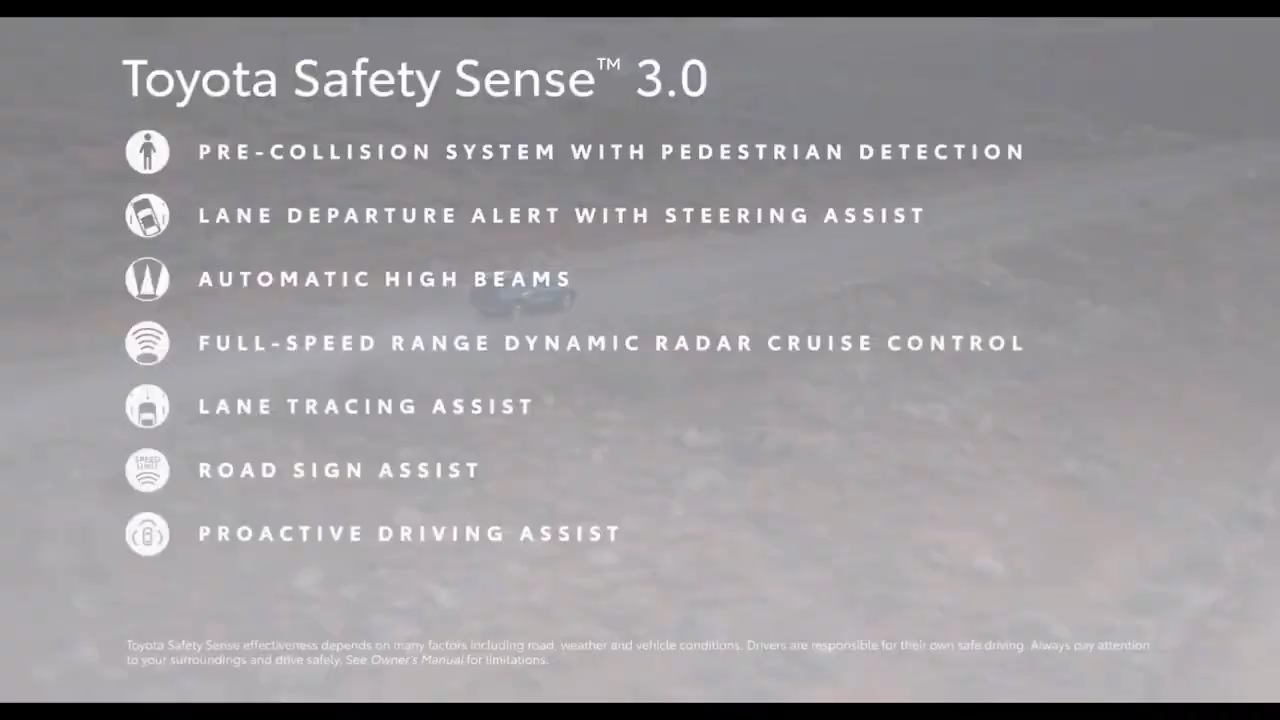 Toyota Safety Sense™ 3.0
PRE-COLLISION SYSTEM WITH PEDESTRIAN DETECTION
LANE DEPARTURE ALERT WITH STEERING ASSIST
AUTOMATIC HIGH BEAMS
FULL-SPEED RANGE DYNAMIC RADAR CRUISE CONTROL
LANE TRACING ASSIST
SPEED
LIMIT
ROAD SIGN ASSIST
PROACTIVE DRIVING ASSIST
Toyota Safety Sense effectiveness depends on many factors including road, weather and vehicle conditions. Drivers are responsible for their own safe driving. Always pay attention
to your surroundings and drive safely. See Owner's Manual for limitations.